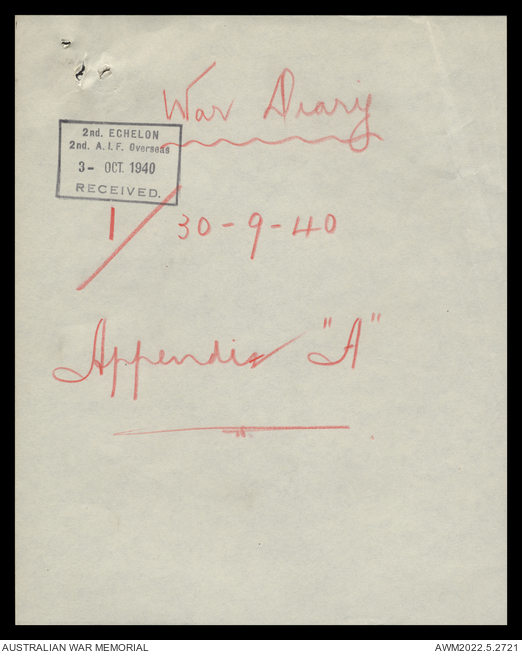 War Diary
2nd. ECHELON
2nd. A.I.F. Overseas
3- OCT. 1940
RECEIVED.
1 / 30-9-40
Appendix "A"
AUSTRALIAN WAR MEMORIAL
AWM2022.5.2721